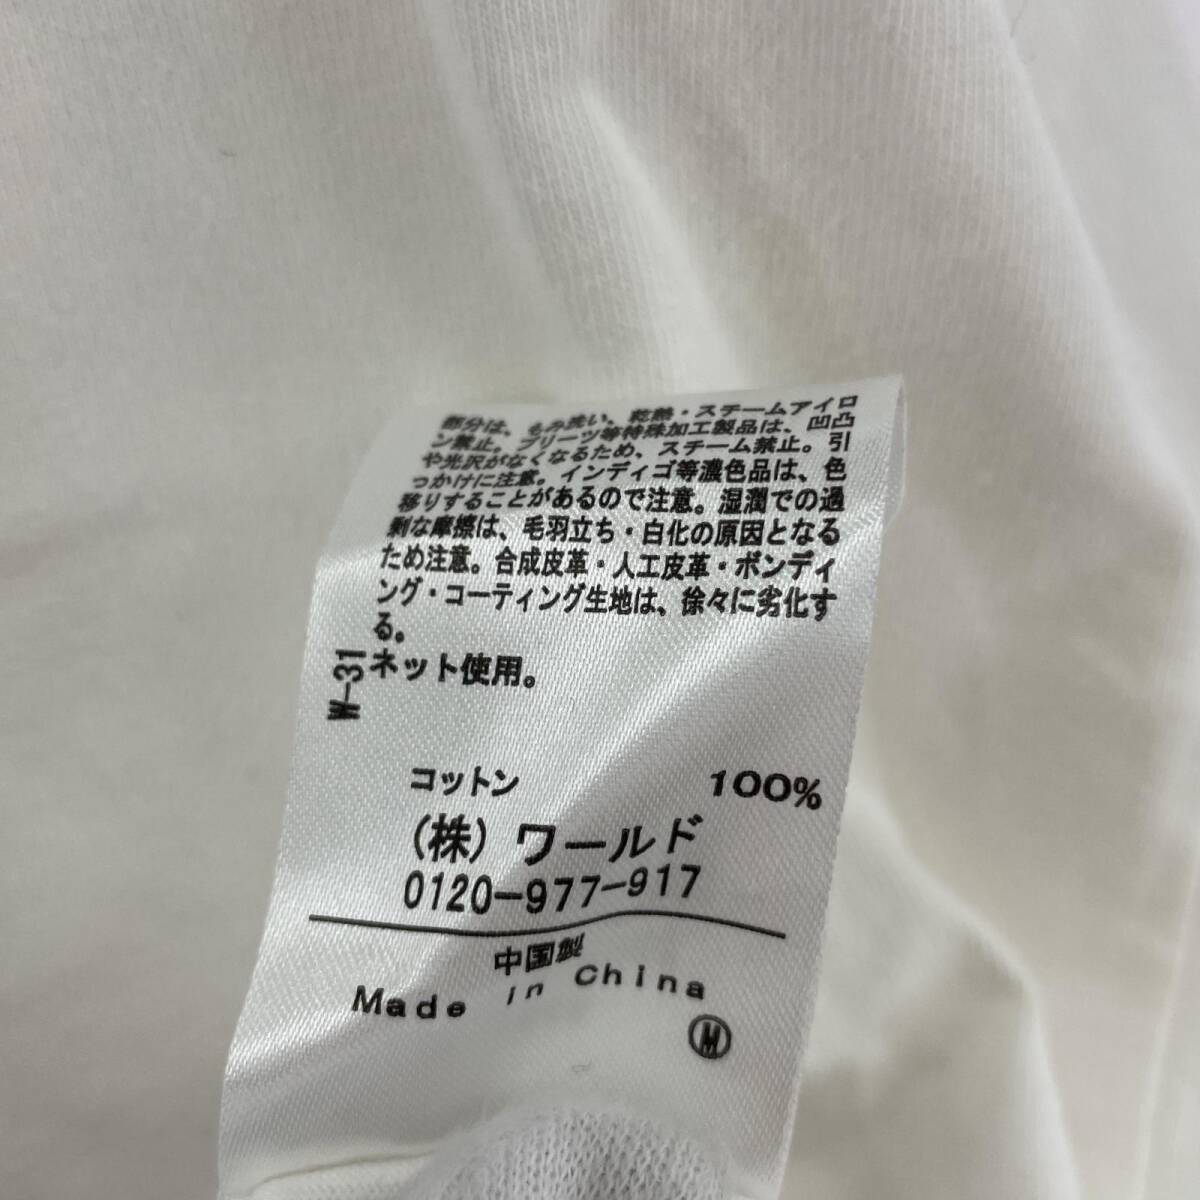 部分は、もみ洗い、乾熱・スチームアイロ
ン禁止。プリーツ等特殊加工製品は、凹凸
や光沢がなくなるため、スチーム禁止。引
っかけに注意。インディゴ等濃色品は、色
移りすることがあるので注意。湿潤での過
剰な摩擦は、毛羽立ち・白化の原因となる
ため注意。合成皮革・人工皮革・ボンディ
ング・コーティング生地は、徐々に劣化す
る。
ネット使用。
W-31
コットン 100%
(株) ワールド
0120-977-917
中国製
Made in China
M